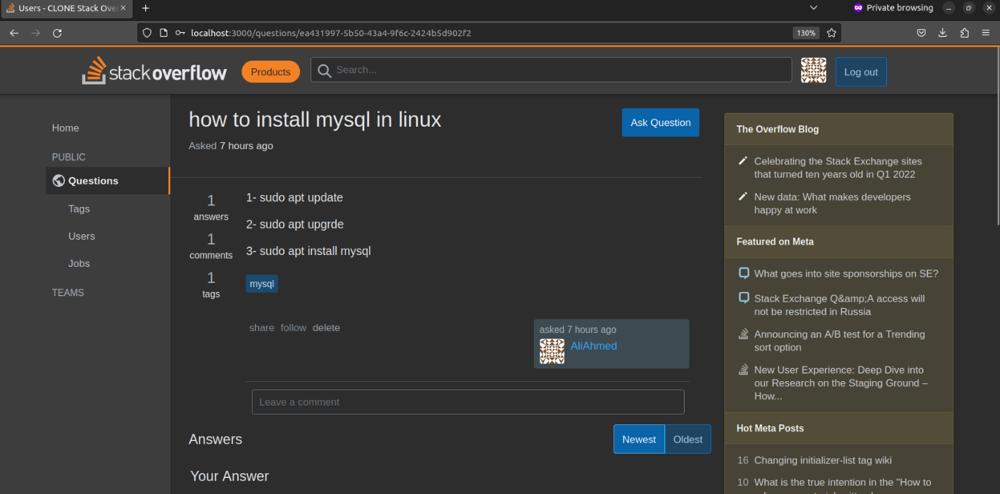 Users - CLONE Stack Over
Private browsing
localhost:3000/questions/ea431997-5b50-43a4-9f6c-2424b5d902f2
130%
stackoverflow
Products
Search...
Log out
Home
PUBLIC
Questions
Tags
Users
Jobs
TEAMS
how to install mysql in linux
Ask Question
Asked 7 hours ago
1
answers
1
comments
1
tags
1- sudo apt update
2- sudo apt upgrde
3- sudo apt install mysql
mysql
share follow delete
asked 7 hours ago
AliAhmed
Leave a comment
Answers
Newest
Oldest
Your Answer
The Overflow Blog
Celebrating the Stack Exchange sites
that turned ten years old in Q1 2022
New data: What makes developers
happy at work
Featured on Meta
What goes into site sponsorships on SE?
Stack Exchange Q&amp;A access will
not be restricted in Russia
Announcing an A/B test for a Trending
sort option
New User Experience: Deep Dive into
our Research on the Staging Ground –
How...
Hot Meta Posts
16 Changing initializer-list tag wiki
10 What is the true intention in the "How to